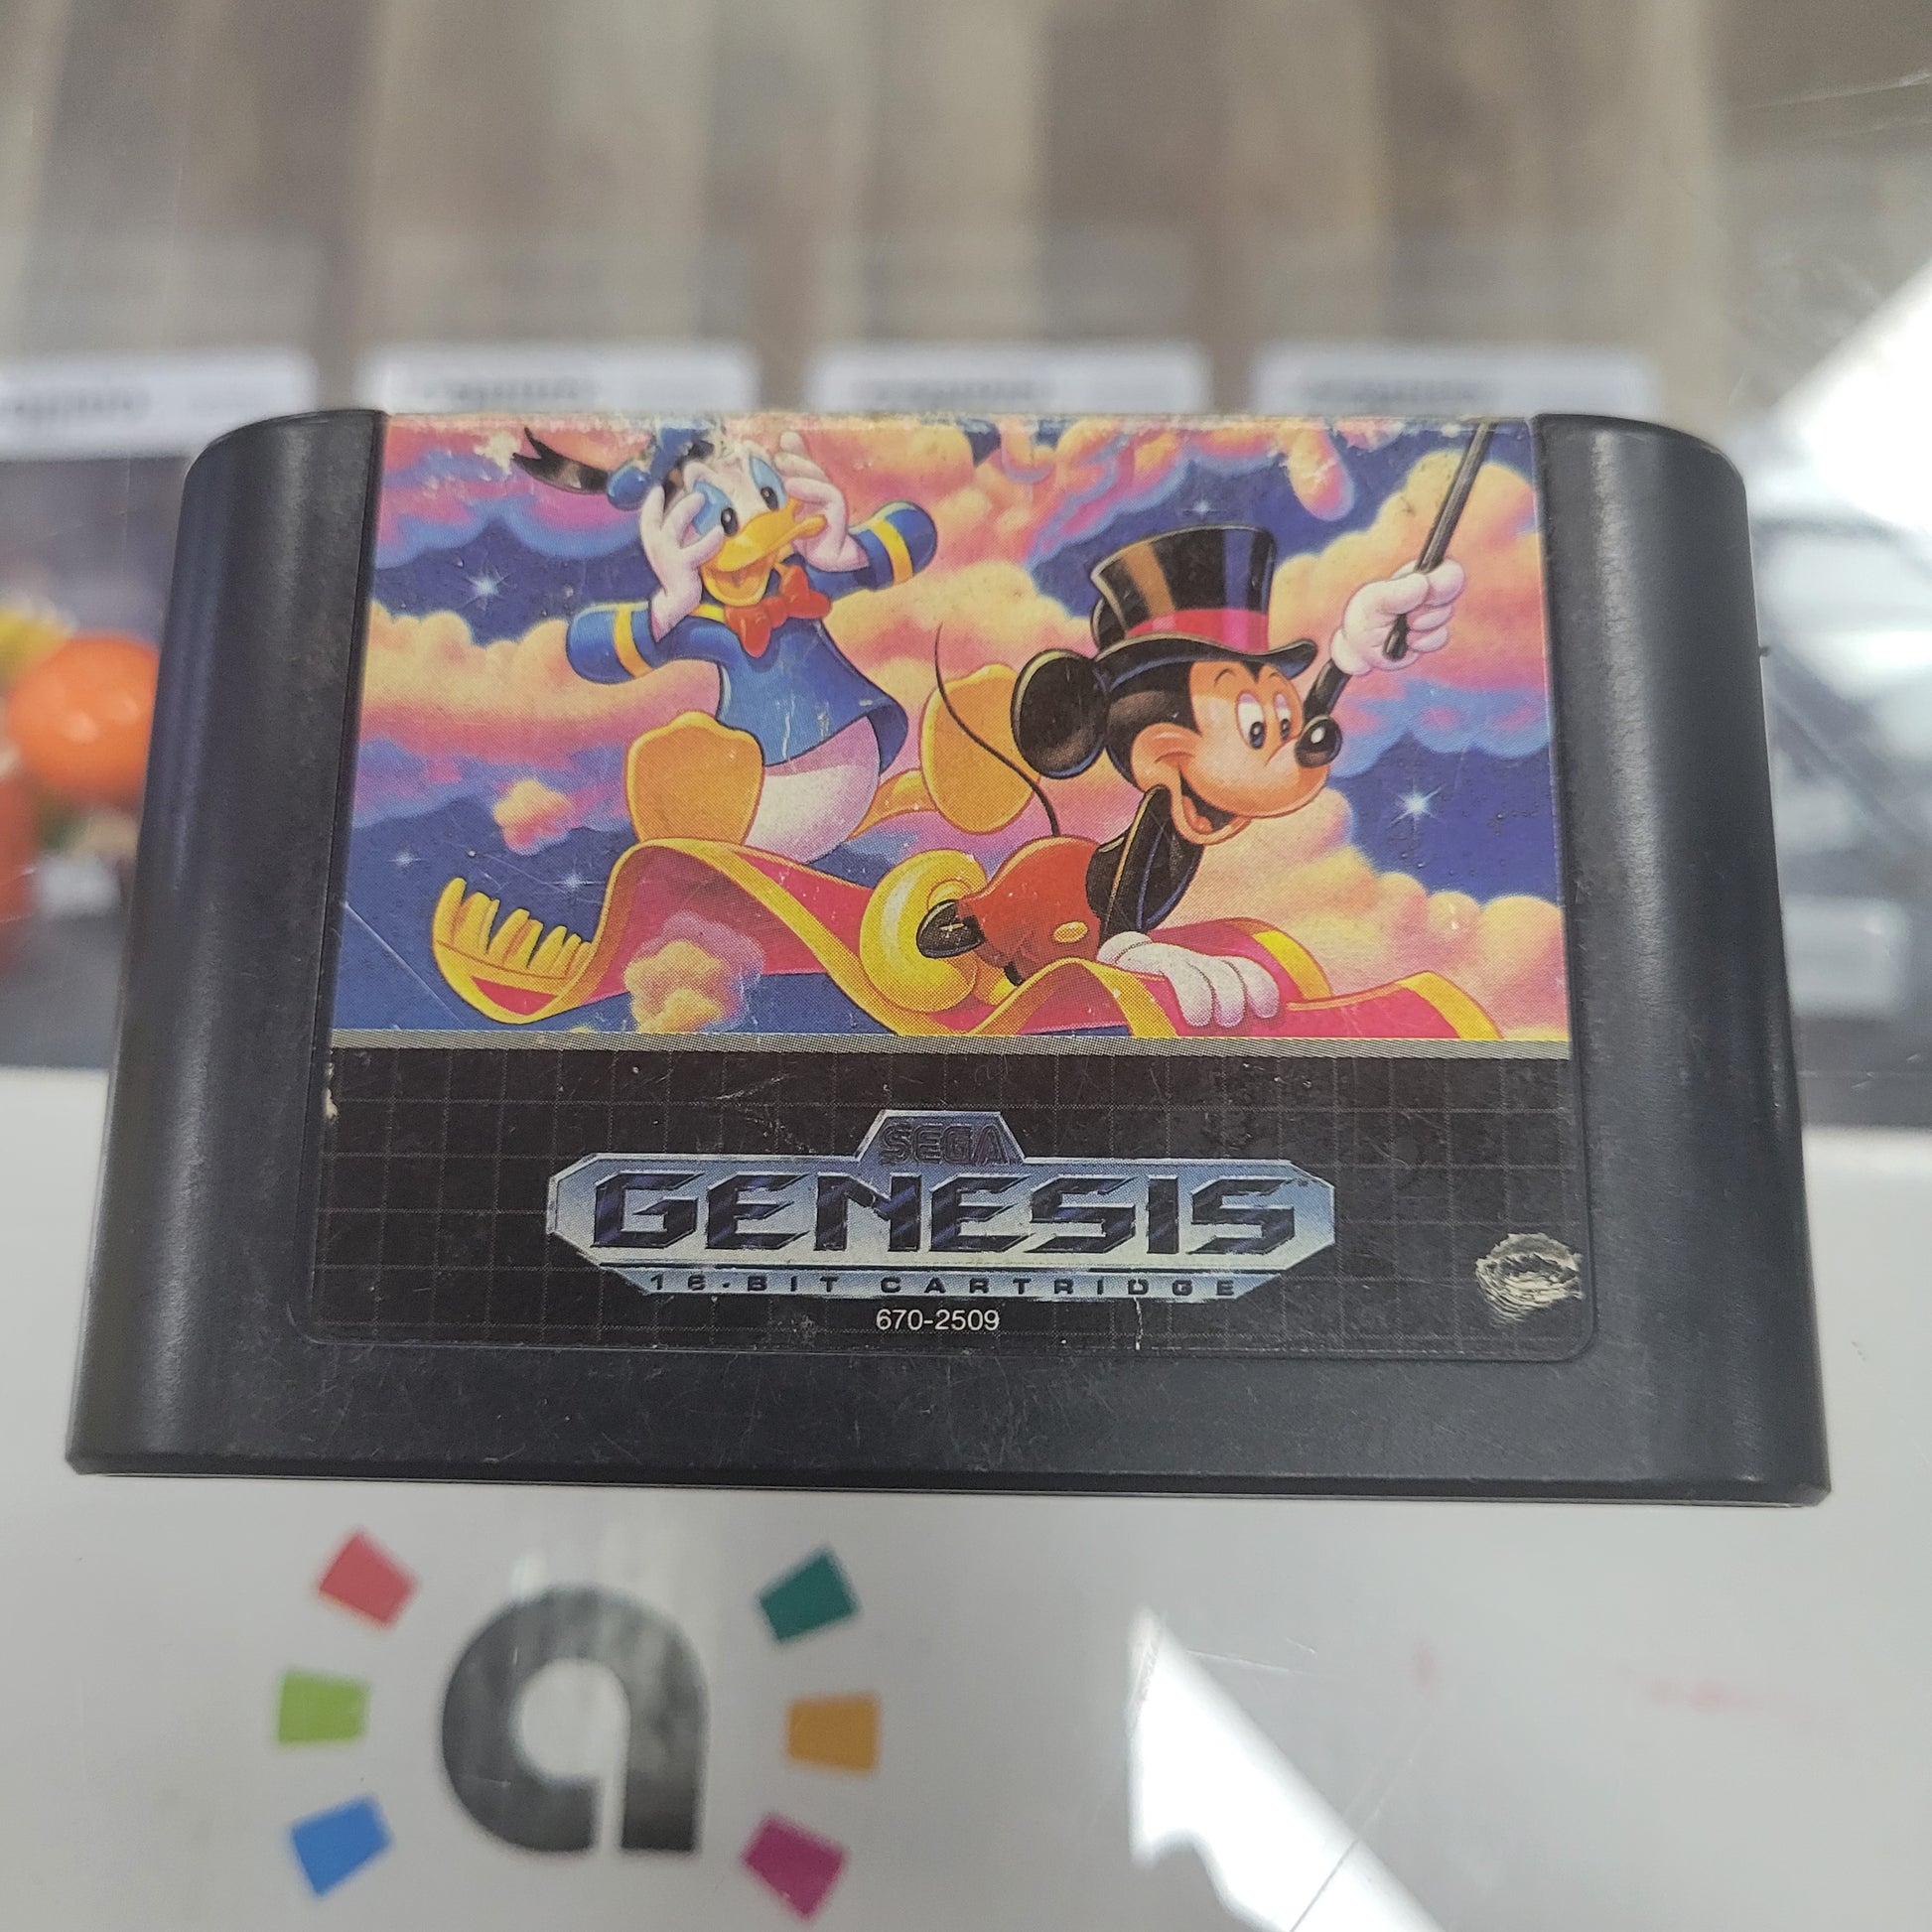 SEGA
GENESIS
16-BIT CARTRIDGE
670-2509
a